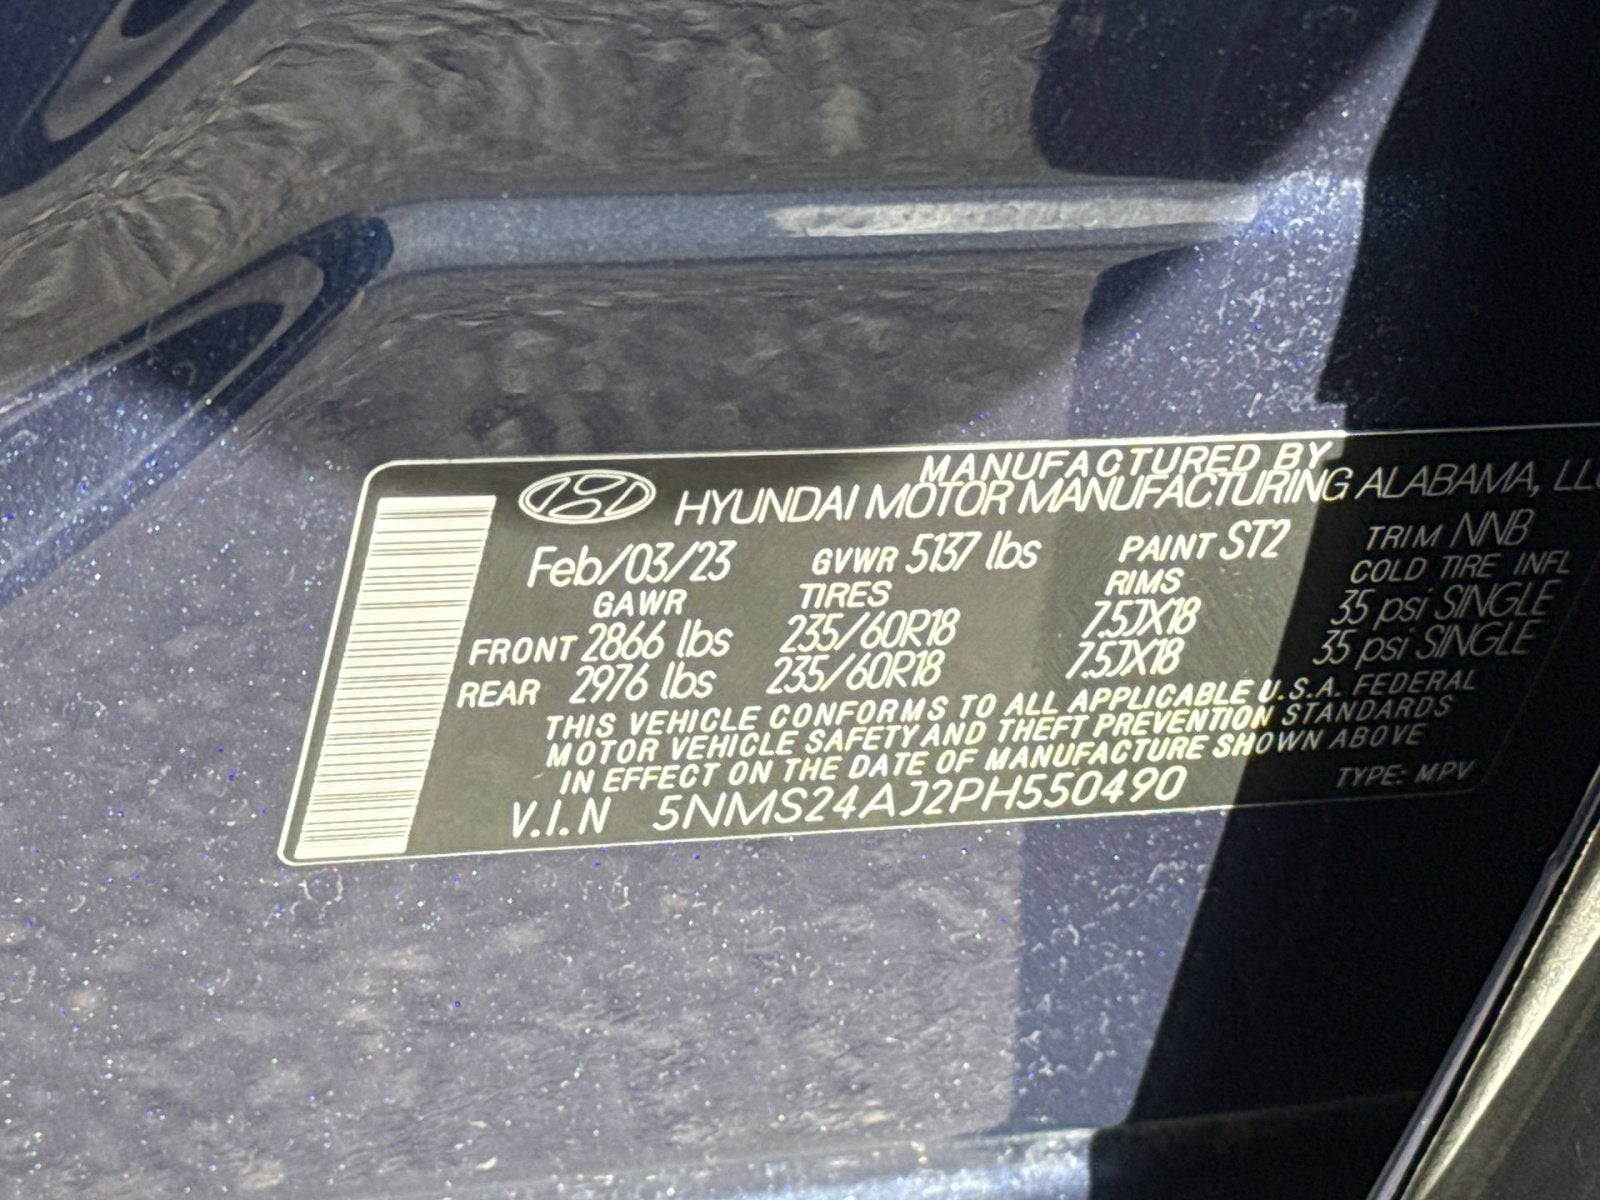 MANUFACTURED BY
HYUNDAI MOTOR MANUFACTURING ALABAMA, LLC
Feb/03/23 GVWR 5137 lbs PAINT ST2 TRIM NNB
GAWR TIRES RIMS COLD TIRE INFL
FRONT 2866 lbs 235/60R18 7.5JX18 35 psi SINGLE
REAR 2976 lbs 235/60R18 7.5JX18 35 psi SINGLE
THIS VEHICLE CONFORMS TO ALL APPLICABLE U.S.A. FEDERAL
MOTOR VEHICLE SAFETY AND THEFT PREVENTION STANDARDS
IN EFFECT ON THE DATE OF MANUFACTURE SHOWN ABOVE
V.I.N 5NMS24AJ2PH550490 TYPE: MPV